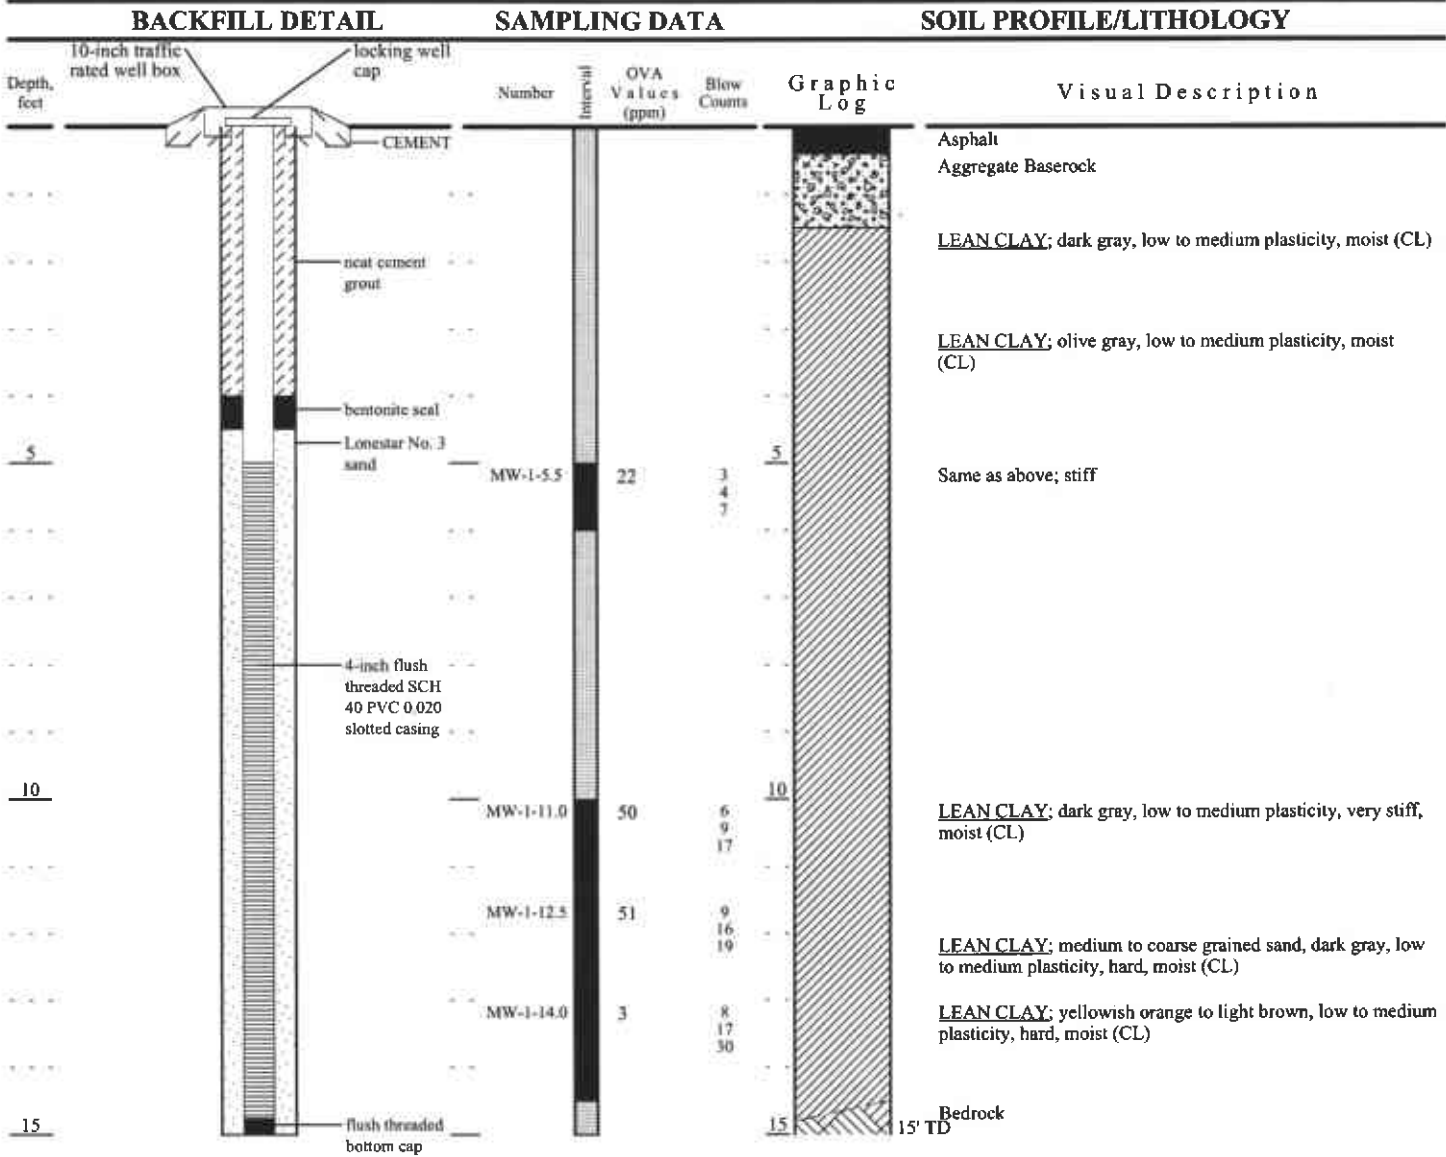 BACKFILL DETAIL SAMPLING DATA SOIL PROFILE/LITHOLOGY
10-inch traffic
rated well box
locking well
cap
Depth,
feet
Number
Interval
OVA
Values
(ppm)
Blow
Counts
Graphic
Log
Visual Description
CEMENT
Asphalt
Aggregate Baserock
LEAN CLAY; dark gray, low to medium plasticity, moist (CL)
neat cement
grout
LEAN CLAY; olive gray, low to medium plasticity, moist
(CL)
bentonite seal
Lonestar No. 3
sand
5
5
MW-1-5.5 22 3
4
7
Same as above; stiff
4-inch flush
threaded SCH
40 PVC 0.020
slotted casing
10
10
MW-1-11.0 50 6
9
17
LEAN CLAY; dark gray, low to medium plasticity, very stiff,
moist (CL)
MW-1-12.5 51 9
16
19
LEAN CLAY; medium to coarse grained sand, dark gray, low
to medium plasticity, hard, moist (CL)
MW-1-14.0 3 8
17
30
LEAN CLAY; yellowish orange to light brown, low to medium
plasticity, hard, moist (CL)
Bedrock
15
flush threaded
bottom cap
15
15' TD